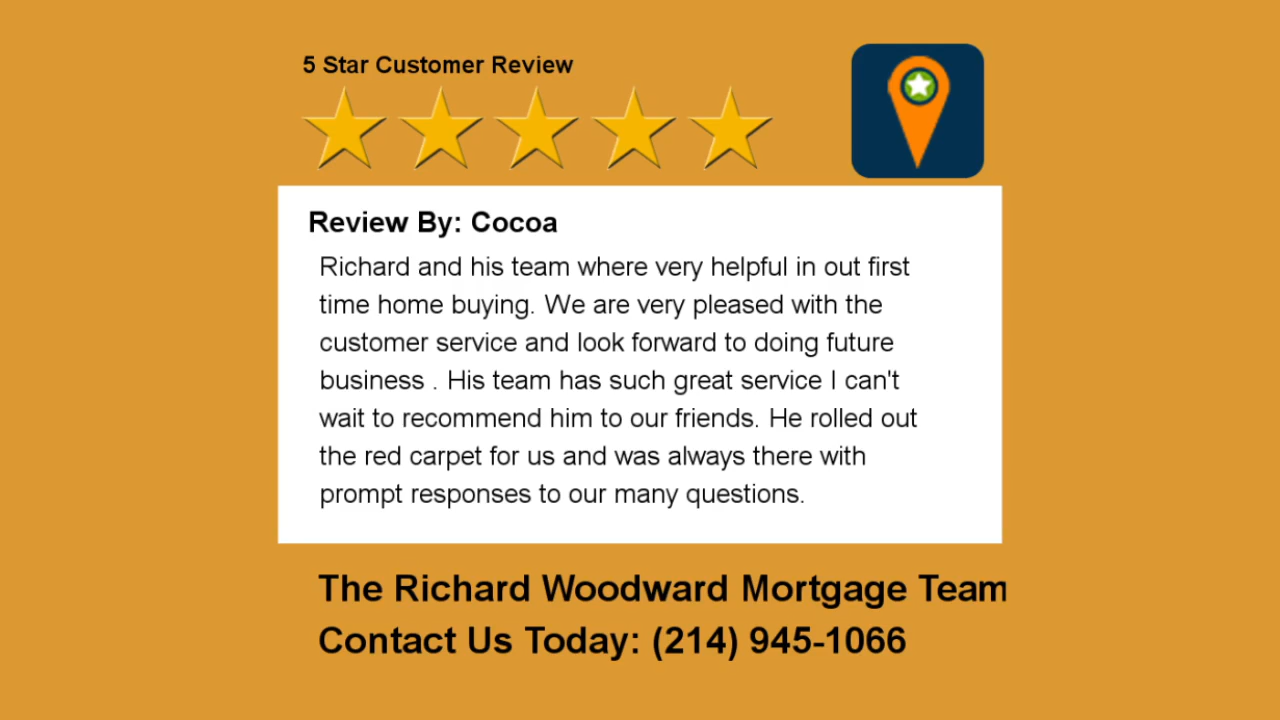 5 Star Customer Review
Review By: Cocoa
Richard and his team where very helpful in out first
time home buying. We are very pleased with the
customer service and look forward to doing future
business . His team has such great service I can't
wait to recommend him to our friends. He rolled out
the red carpet for us and was always there with
prompt responses to our many questions.
The Richard Woodward Mortgage Team
Contact Us Today: (214) 945-1066